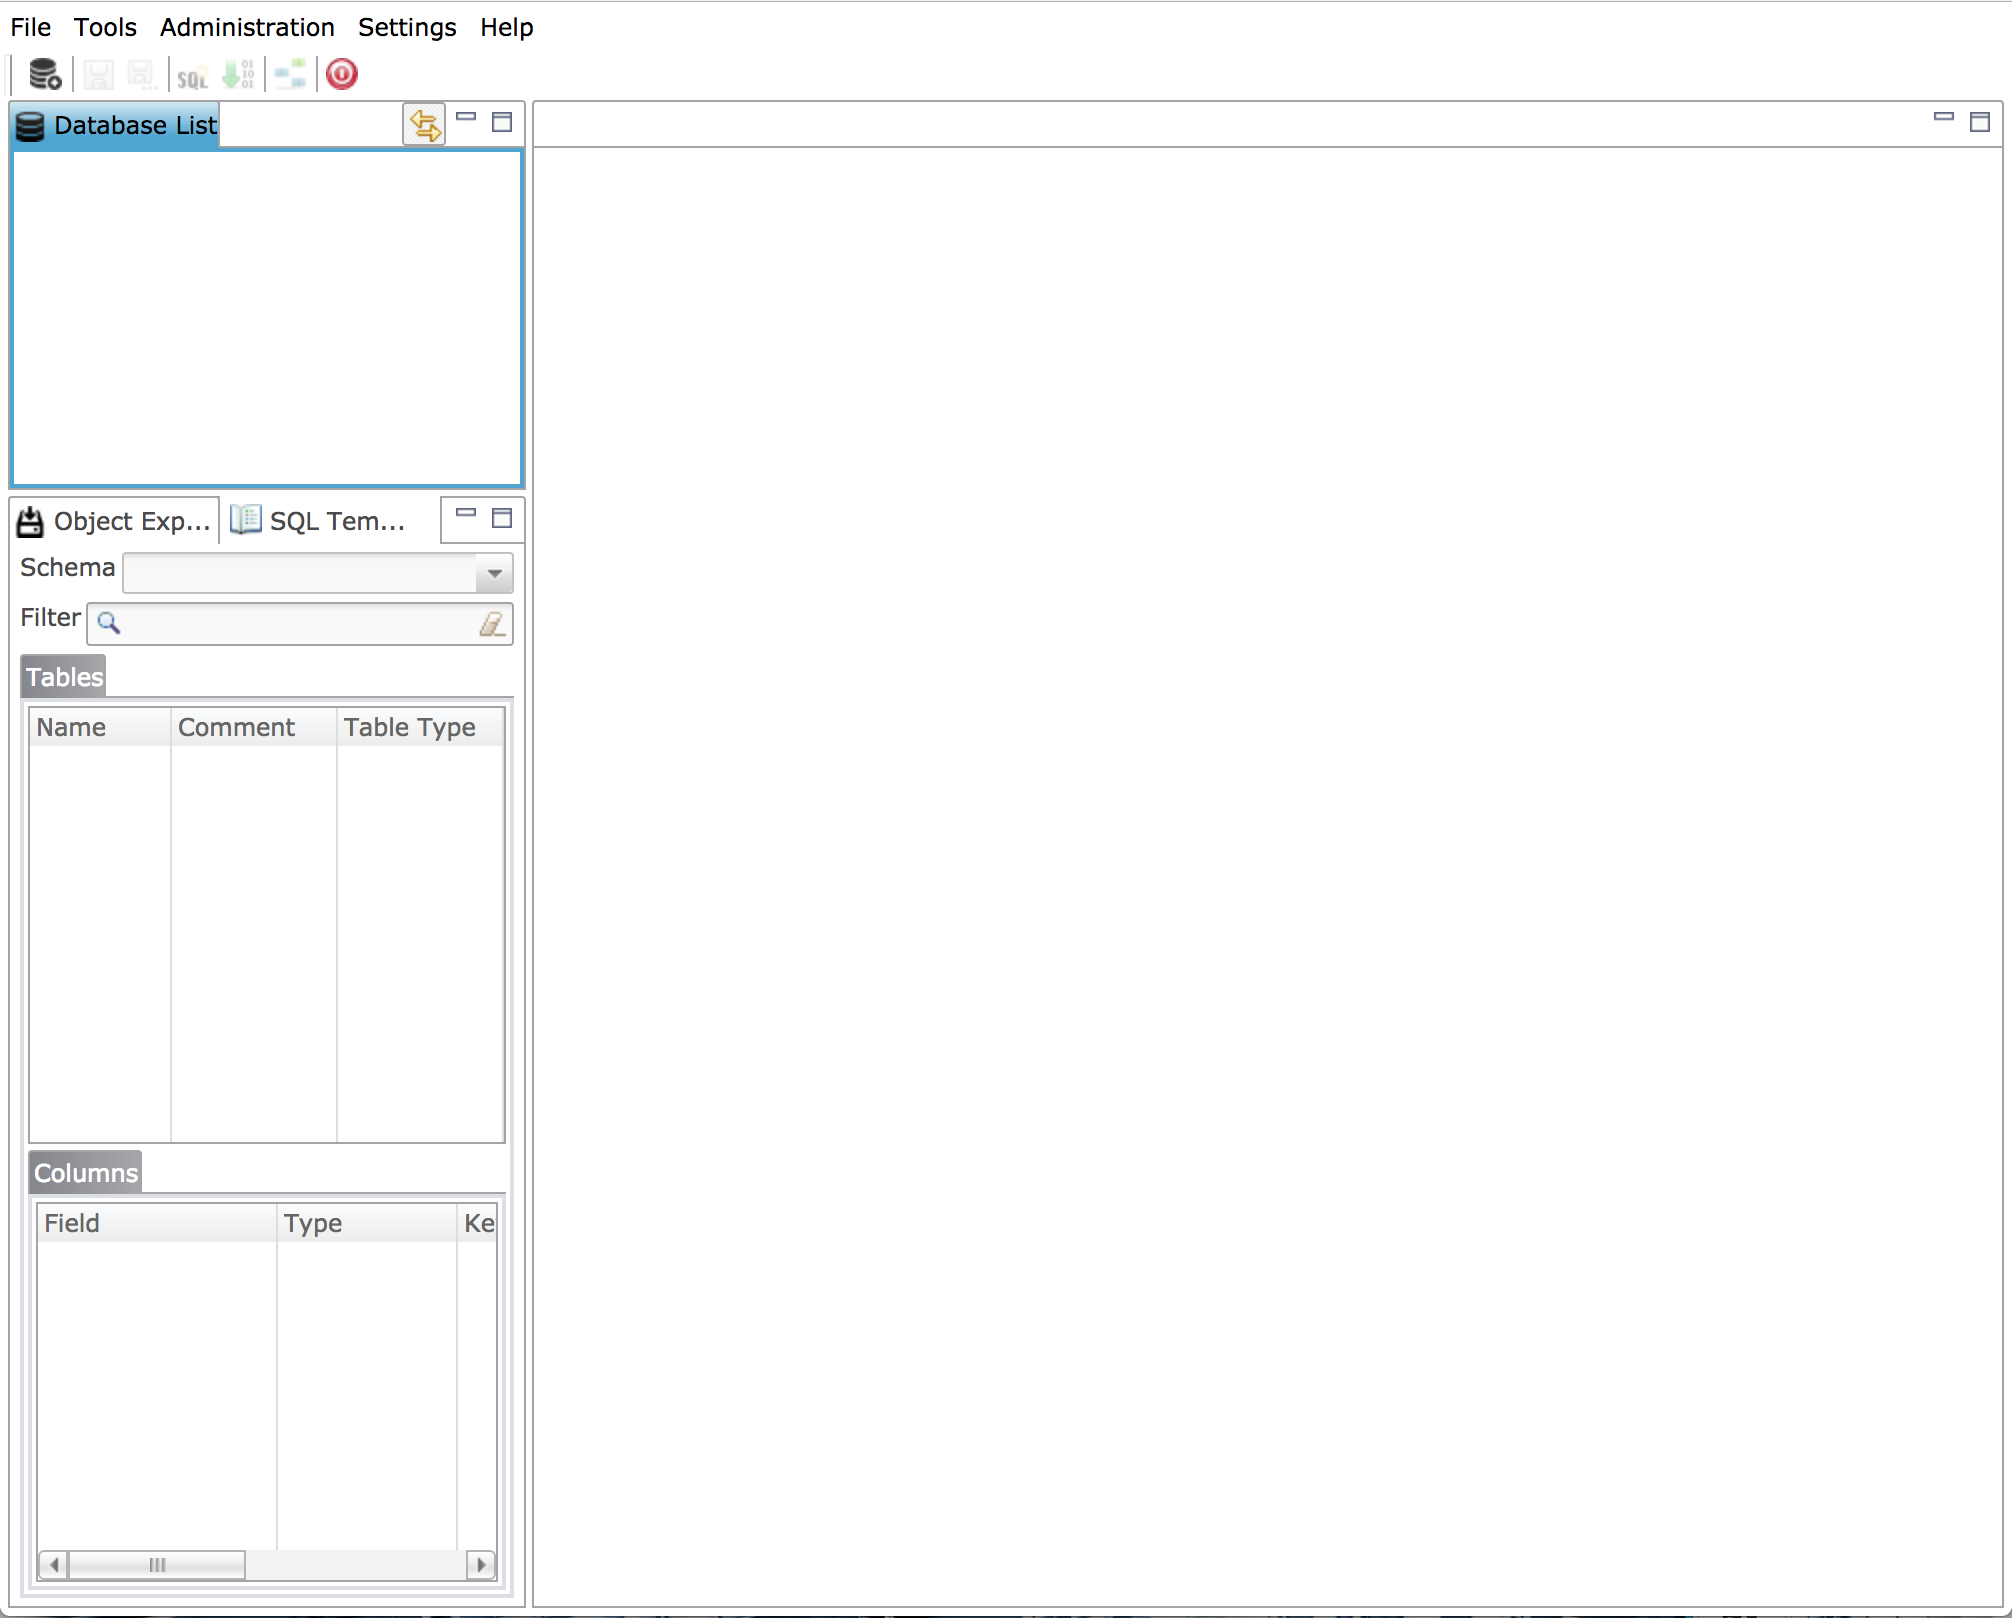 File Tools Administration Settings Help
SQL
Database List
Object Exp... SQL Tem...
Schema
Filter
Tables
Name Comment Table Type
Columns
Field Type Ke